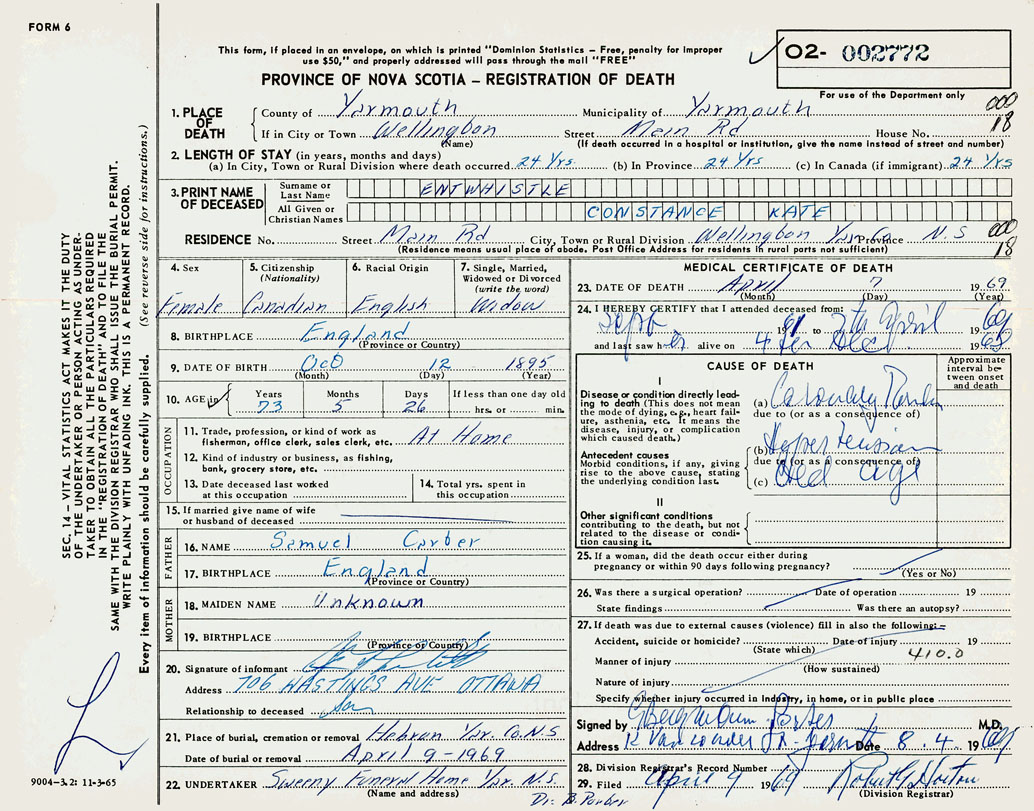 FORM 6
This form, if placed in an envelope, on which is printed "Dominion Statistics – Free, penalty for improper
use $50," and properly addressed will pass through the mail "FREE"
PROVINCE OF NOVA SCOTIA – REGISTRATION OF DEATH
O2- 002772
For use of the Department only
000
18
1. PLACE OF DEATH
County of Yarmouth Municipality of Yarmouth
If in City or Town Wellington Street Main Rd House No.
(Name) (If death occurred in a hospital or institution, give the name instead of street and number)
2. LENGTH OF STAY (in years, months and days)
(a) In City, Town or Rural Division where death occurred 24 Yrs. (b) In Province 24 Yrs (c) In Canada (if immigrant) 24 Yrs
3. PRINT NAME OF DECEASED
Surname or Last Name ENTWHISTLE
All Given or Christian Names CONSTANCE KATE
RESIDENCE No. Street Main Rd City, Town or Rural Division Wellington Yar. Co Province N.S
(Residence means usual place of abode. Post Office Address for residents in rural parts not sufficient)
000
18
4. Sex Female
5. Citizenship (Nationality) Canadian
6. Racial Origin English
7. Single, Married, Widowed or Divorced (write the word) Widow
8. BIRTHPLACE England
(Province or Country)
9. DATE OF BIRTH Oct 12 1895
(Month) (Day) (Year)
10. AGE in Years 73 Months 5 Days 26 If less than one day old hrs. or min.
OCCUPATION
11. Trade, profession, or kind of work as fisherman, office clerk, sales clerk, etc. At Home
12. Kind of industry or business, as fishing, bank, grocery store, etc.
13. Date deceased last worked at this occupation
14. Total yrs. spent in this occupation
15. If married give name of wife or husband of deceased
FATHER
16. NAME Samuel Carber
17. BIRTHPLACE England
(Province or Country)
MOTHER
18. MAIDEN NAME Unknown
19. BIRTHPLACE
(Province or Country)
20. Signature of informant
Address 706 HASTINGS AVE OTTAWA
Relationship to deceased Son
21. Place of burial, cremation or removal Hebron Yar. Co. N.S
Date of burial or removal April 9-1969
22. UNDERTAKER Sweeny Funeral Home Yar. N.S.
(Name and address)
MEDICAL CERTIFICATE OF DEATH
23. DATE OF DEATH April 7 1969
(Month) (Day) (Year)
24. I HEREBY CERTIFY that I attended deceased from:
Sept 1961 to 7th April 69
and last saw her alive on 4 1968
CAUSE OF DEATH
Approximate interval between onset and death
I
Disease or condition directly leading to death (This does not mean the mode of dying, e.g., heart failure, asthenia, etc. It means the disease, injury, or complication which caused death.)
(a) Coronary
due to (or as a consequence of)
Antecedent causes
Morbid conditions, if any, giving rise to the above cause, stating the underlying condition last.
(b) Hypertension
due to (or as a consequence of)
(c) Old age
II
Other significant conditions
contributing to the death, but not related to the disease or condition causing it.
25. If a woman, did the death occur either during pregnancy or within 90 days following pregnancy?
(Yes or No)
26. Was there a surgical operation? Date of operation 19
State findings Was there an autopsy?
27. If death was due to external causes (violence) fill in also the following:–
Accident, suicide or homicide? Date of injury 19
(State which)
410.0
Manner of injury
(How sustained)
Nature of injury
Specify whether injury occurred in industry, in home, or in public place
Signed by M.D.
Address Date 8.4 1969
28. Division Registrar's Record Number 1
29. Filed April 9 1969 Robert G Horton
(Division Registrar)
Dr. B.
SEC. 14 – VITAL STATISTICS ACT MAKES IT THE DUTY
OF THE UNDERTAKER OR PERSON ACTING AS UNDER-
TAKER TO OBTAIN ALL THE PARTICULARS REQUIRED
IN THE "REGISTRATION OF DEATH" AND TO FILE THE
SAME WITH THE DIVISION REGISTRAR WHO SHALL ISSUE THE BURIAL PERMIT.
WRITE PLAINLY WITH UNFADING INK. THIS IS A PERMANENT RECORD.
Every item of information should be carefully supplied. (See reverse side for instructions.)
9004–3.2: 11-3-65